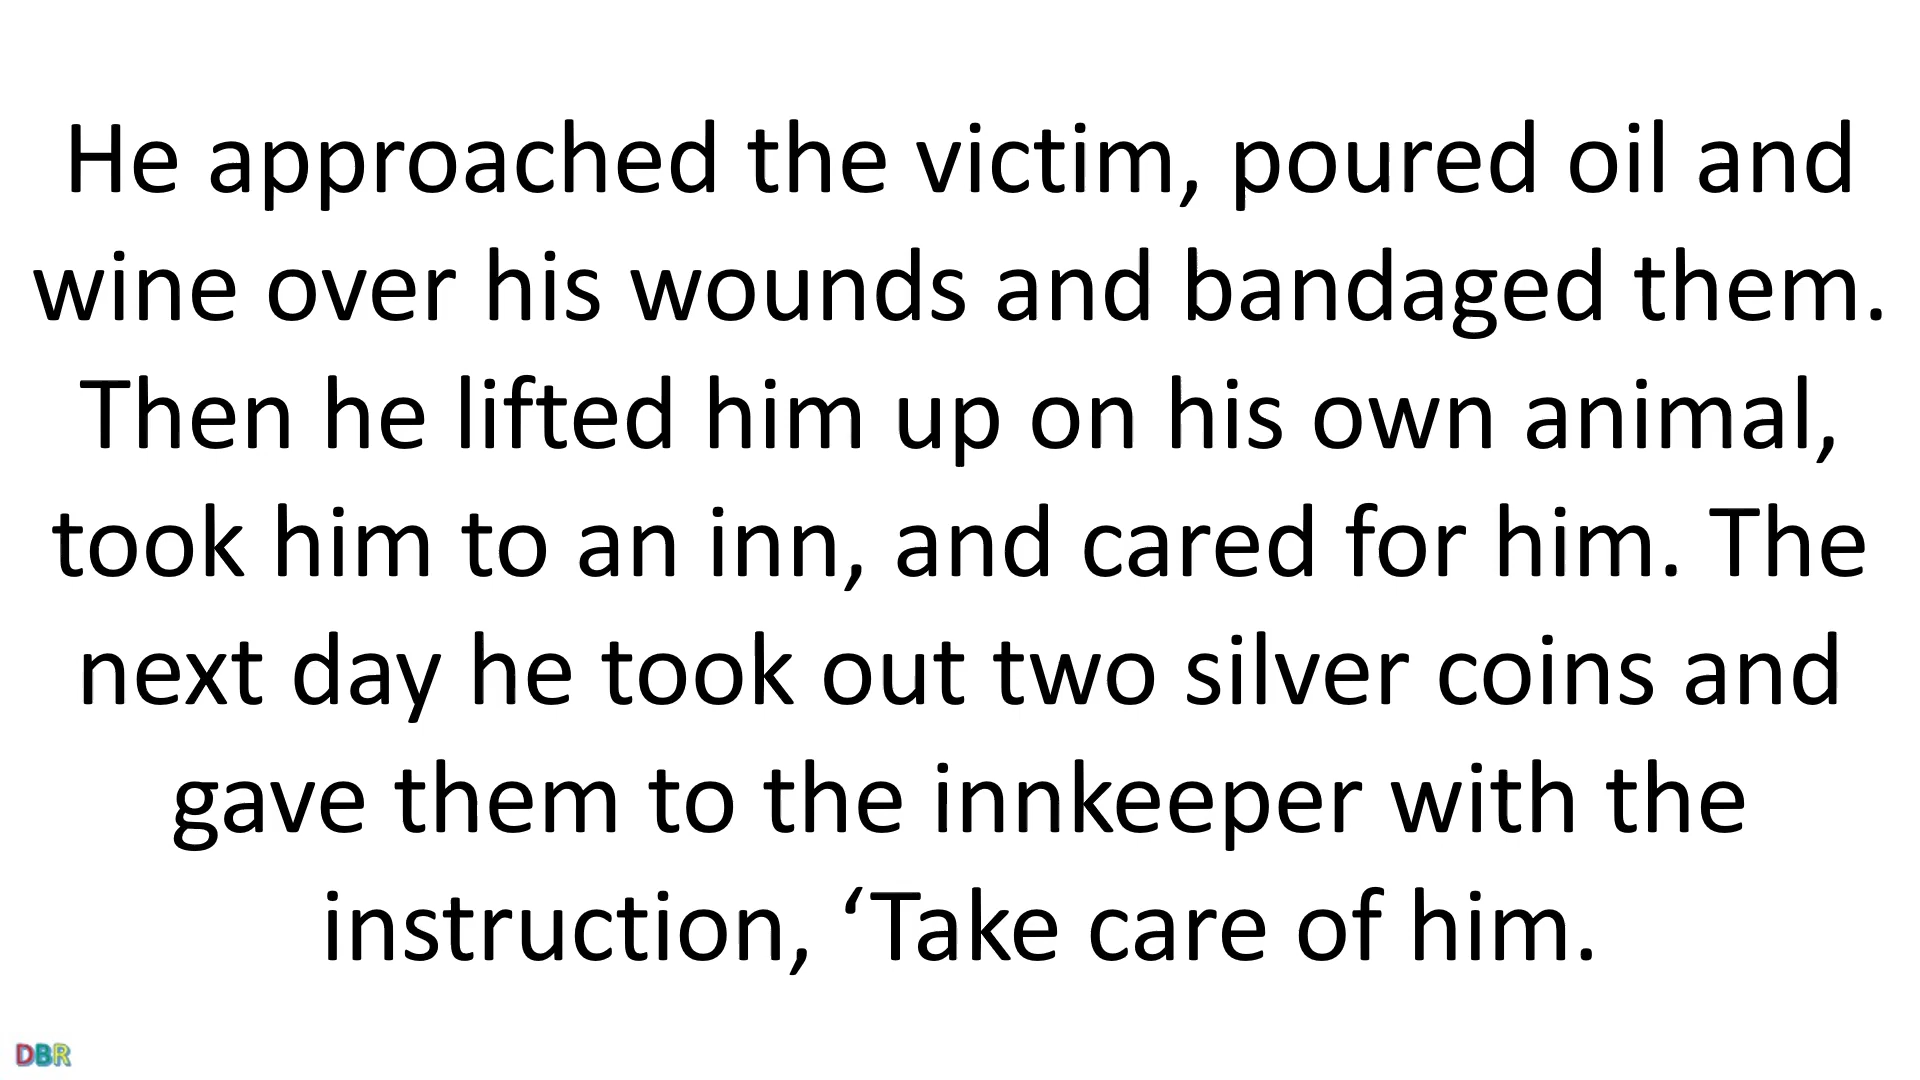 He approached the victim, poured oil and
wine over his wounds and bandaged them.
Then he lifted him up on his own animal,
took him to an inn, and cared for him. The
next day he took out two silver coins and
gave them to the innkeeper with the
instruction, ‘Take care of him.
DBR